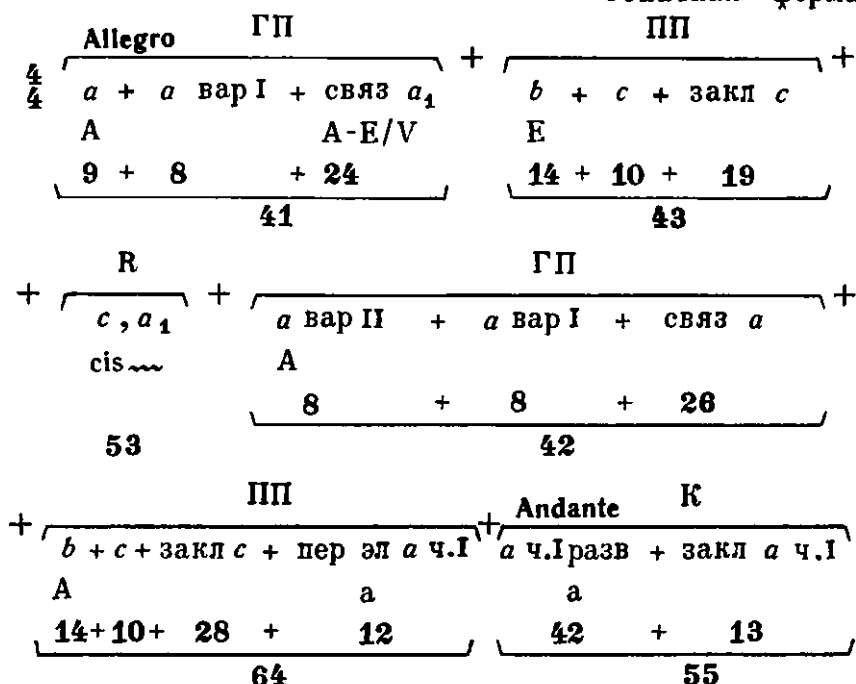 Allegro ГП + ПП +
4/4 a + a вар I + связ a₁ b + c + закл c
A A-E/V E
9 + 8 + 24 14 + 10 + 19
41 43
R ГП
+ c, a₁ + a вар II + a вар I + связ a +
cis A
8 + 8 + 26
53 42
ПП Andante К
+ b + c + закл c + пер эл a ч.I + a ч.I разв + закл a ч.I
A a a
14+10+ 28 + 12 42 + 13
64 55